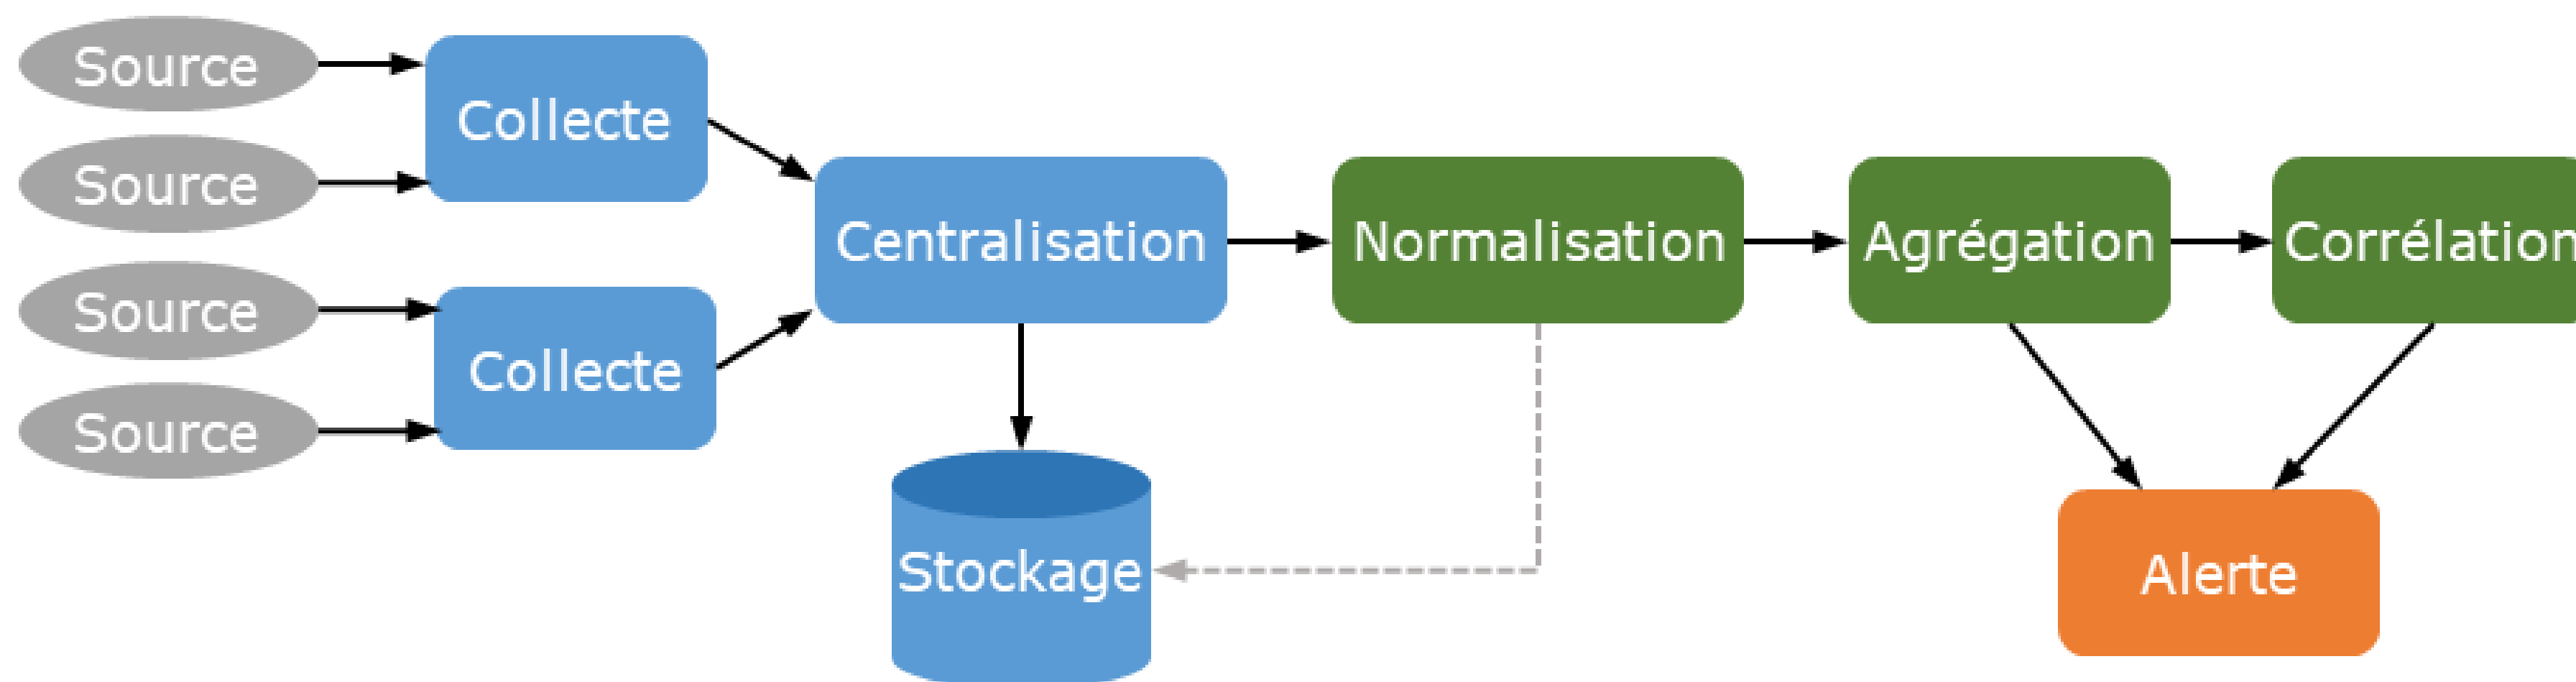 Source
Source
Source
Source
Collecte
Collecte
Centralisation
Stockage
Normalisation
Agrégation
Corrélation
Alerte